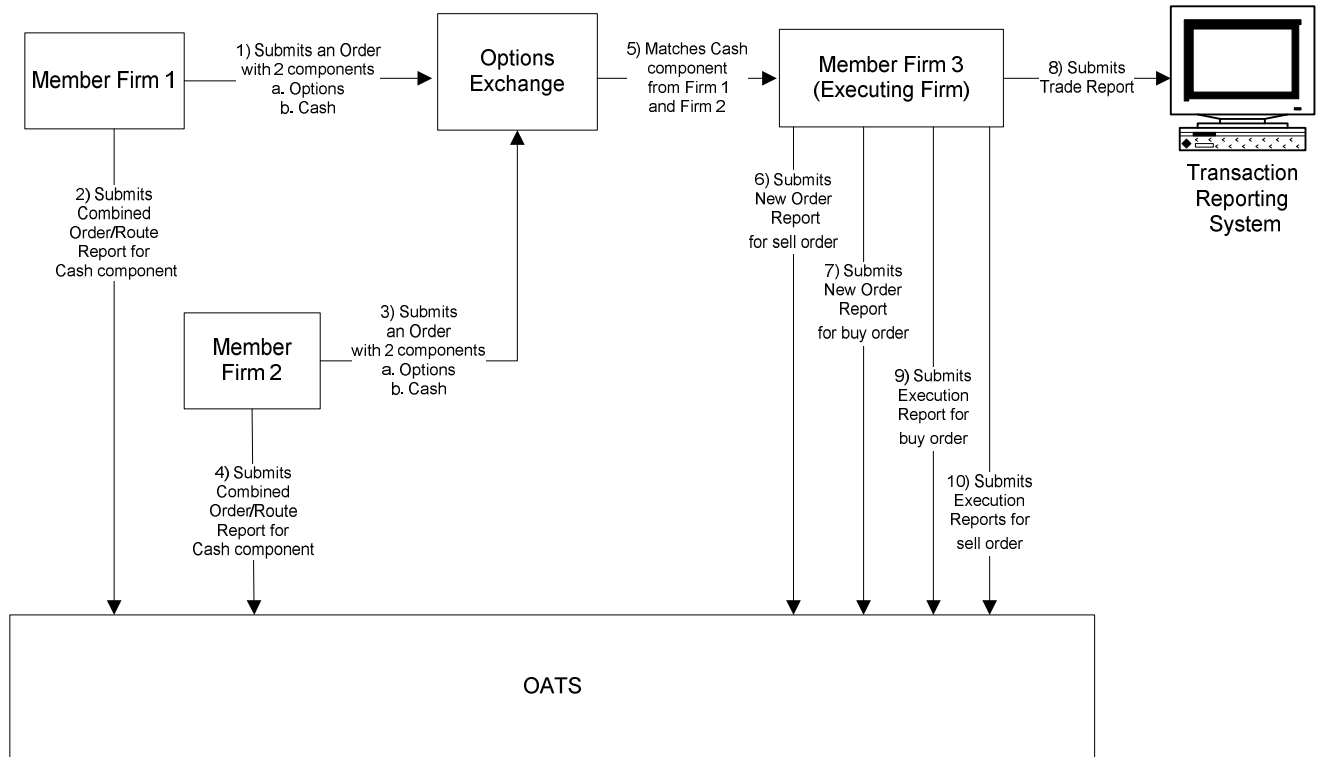 Member Firm 1
1) Submits an Order
with 2 components
a. Options
b. Cash
Options
Exchange
5) Matches Cash
component
from Firm 1
and Firm 2
Member Firm 3
(Executing Firm)
8) Submits
Trade Report
Transaction
Reporting
System
2) Submits
Combined
Order/Route
Report for
Cash component
Member
Firm 2
3) Submits
an Order
with 2 components
a. Options
b. Cash
4) Submits
Combined
Order/Route
Report for
Cash component
6) Submits
New Order
Report
for sell order
7) Submits
New Order
Report
for buy order
9) Submits
Execution
Report for
buy order
10) Submits
Execution
Reports for
sell order
OATS